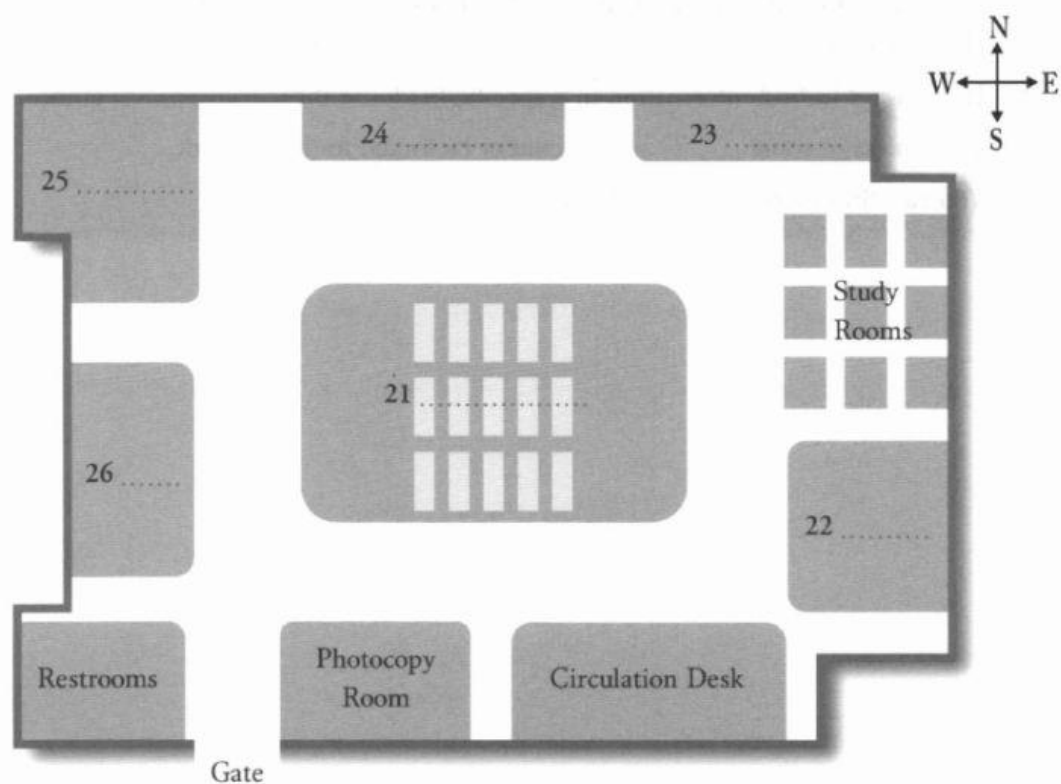 N
W E
S
24 ..................
23 ..................
25 ..................
Study
Rooms
21 ..........................
26 .........
22 ..............
Restrooms
Photocopy
Room
Circulation Desk
Gate